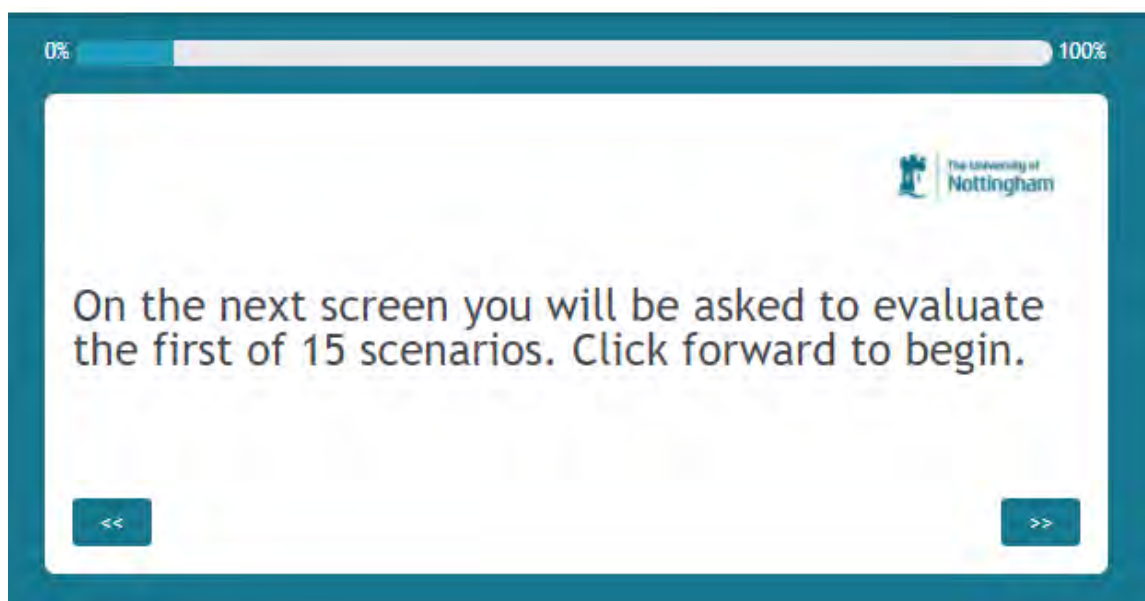 0% 100%
The University of
Nottingham
On the next screen you will be asked to evaluate
the first of 15 scenarios. Click forward to begin.
<< >>